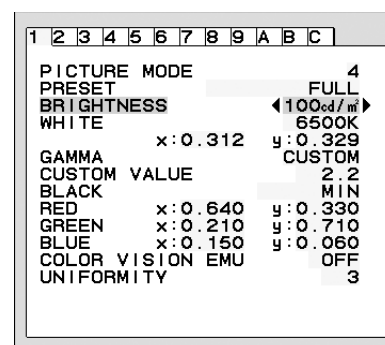 1 2 3 4 5 6 7 8 9 A B C
PICTURE MODE 4
PRESET FULL
BRIGHTNESS ◀100cd/㎡▶
WHITE 6500K
x:0.312 y:0.329
GAMMA CUSTOM
CUSTOM VALUE 2.2
BLACK MIN
RED x:0.640 y:0.330
GREEN x:0.210 y:0.710
BLUE x:0.150 y:0.060
COLOR VISION EMU OFF
UNIFORMITY 3